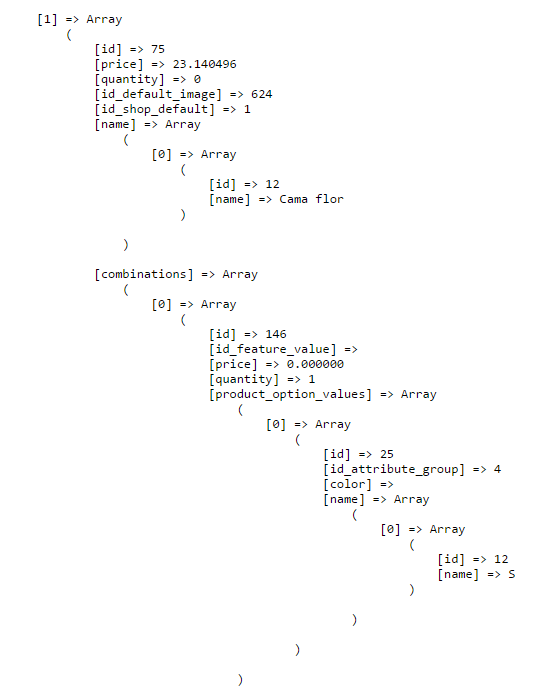 [1] => Array
(
[id] => 75
[price] => 23.140496
[quantity] => 0
[id_default_image] => 624
[id_shop_default] => 1
[name] => Array
(
[0] => Array
(
[id] => 12
[name] => Cama flor
)
)
[combinations] => Array
(
[0] => Array
(
[id] => 146
[id_feature_value] =>
[price] => 0.000000
[quantity] => 1
[product_option_values] => Array
(
[0] => Array
(
[id] => 25
[id_attribute_group] => 4
[color] =>
[name] => Array
(
[0] => Array
(
[id] => 12
[name] => S
)
)
)
)